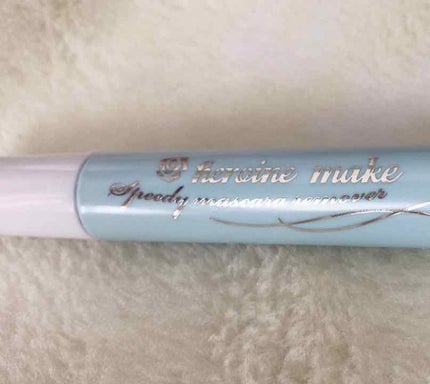 heroine make
Speedy mascara remover